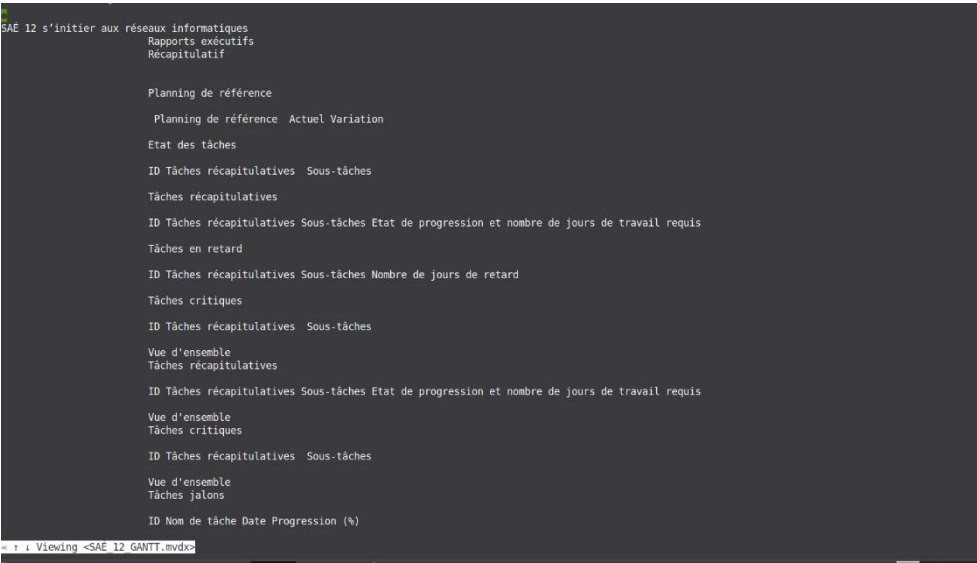 SAÉ 12 s’initier aux réseaux informatiques
Rapports exécutifs
Récapitulatif
Planning de référence
Planning de référence Actuel Variation
Etat des tâches
ID Tâches récapitulatives Sous-tâches
Tâches récapitulatives
ID Tâches récapitulatives Sous-tâches Etat de progression et nombre de jours de travail requis
Tâches en retard
ID Tâches récapitulatives Sous-tâches Nombre de jours de retard
Tâches critiques
ID Tâches récapitulatives Sous-tâches
Vue d'ensemble
Tâches récapitulatives
ID Tâches récapitulatives Sous-tâches Etat de progression et nombre de jours de travail requis
Vue d'ensemble
Tâches critiques
ID Tâches récapitulatives Sous-tâches
Vue d'ensemble
Tâches jalons
ID Nom de tâche Date Progression (%)
« ↑ ↓ Viewing <SAÉ_12_GANTT.mvdx>